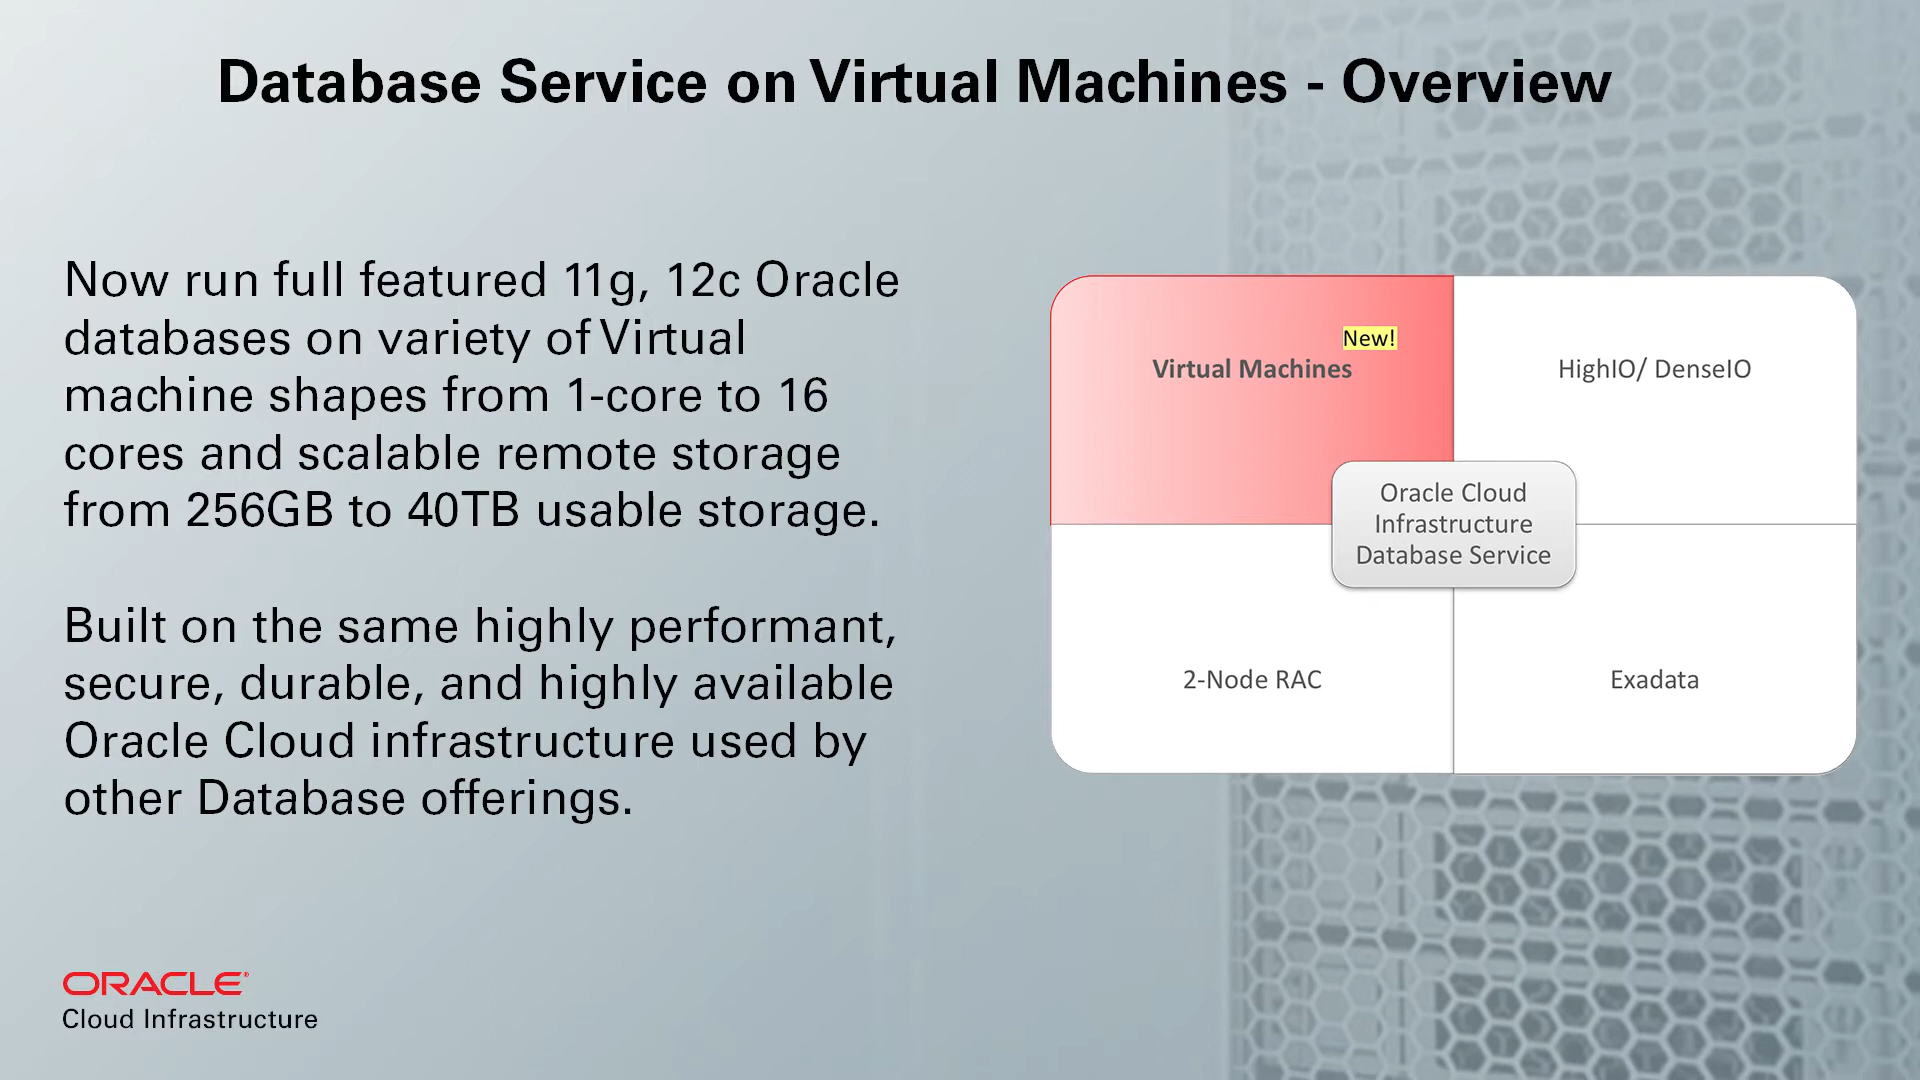 Database Service on Virtual Machines - Overview
Now run full featured 11g, 12c Oracle
databases on variety of Virtual
machine shapes from 1-core to 16
cores and scalable remote storage
from 256GB to 40TB usable storage.
Built on the same highly performant,
secure, durable, and highly available
Oracle Cloud infrastructure used by
other Database offerings.
New!
Virtual Machines
HighIO/ DenseIO
Oracle Cloud
Infrastructure
Database Service
2-Node RAC
Exadata
ORACLE®
Cloud Infrastructure